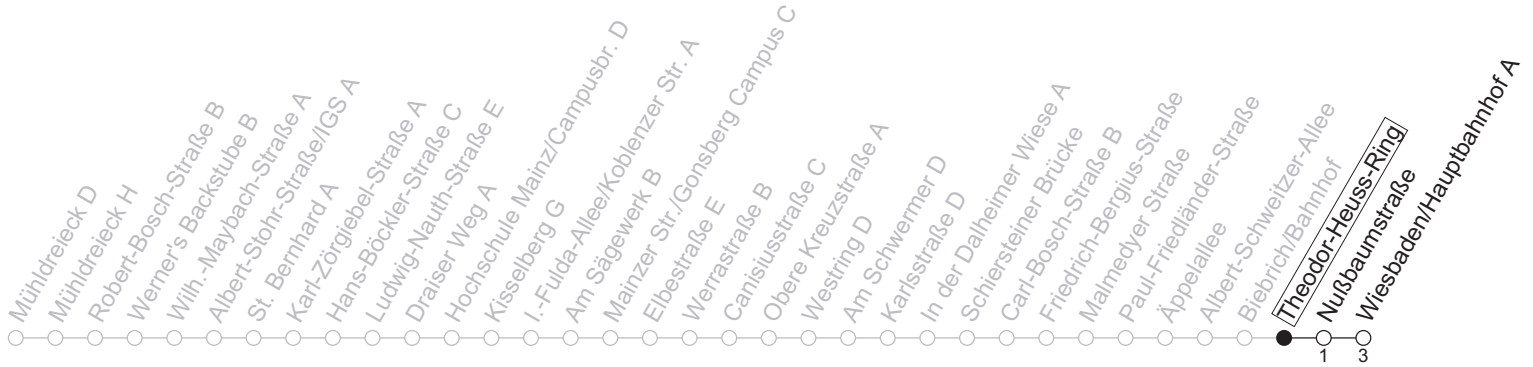 Mühldreieck D
Mühldreieck H
Robert-Bosch-Straße B
Werner's Backstube B
Wilh.-Maybach-Straße A
Albert-Stohr-Straße/IGS A
St. Bernhard A
Karl-Zörgiebel-Straße A
Hans-Böckler-Straße C
Ludwig-Nauth-Straße E
Draiser Weg A
Hochschule Mainz/Campusbr. D
Kisselberg G
I.-Fulda-Allee/Koblenzer Str. A
Am Sägewerk B
Mainzer Str./Gonsberg Campus C
Elbestraße E
Werrastraße B
Canisiusstraße C
Obere Kreuzstraße A
Westring D
Am Schwermer D
Karlsstraße D
In der Dalheimer Wiese A
Schiersteiner Brücke
Carl-Bosch-Straße B
Friedrich-Bergius-Straße
Malmedyer Straße
Paul-Friedländer-Straße
Äppelallee
Albert-Schweitzer-Allee
Biebrich/Bahnhof
Theodor-Heuss-Ring
Nußbaumstraße
Wiesbaden/Hauptbahnhof A
1
3